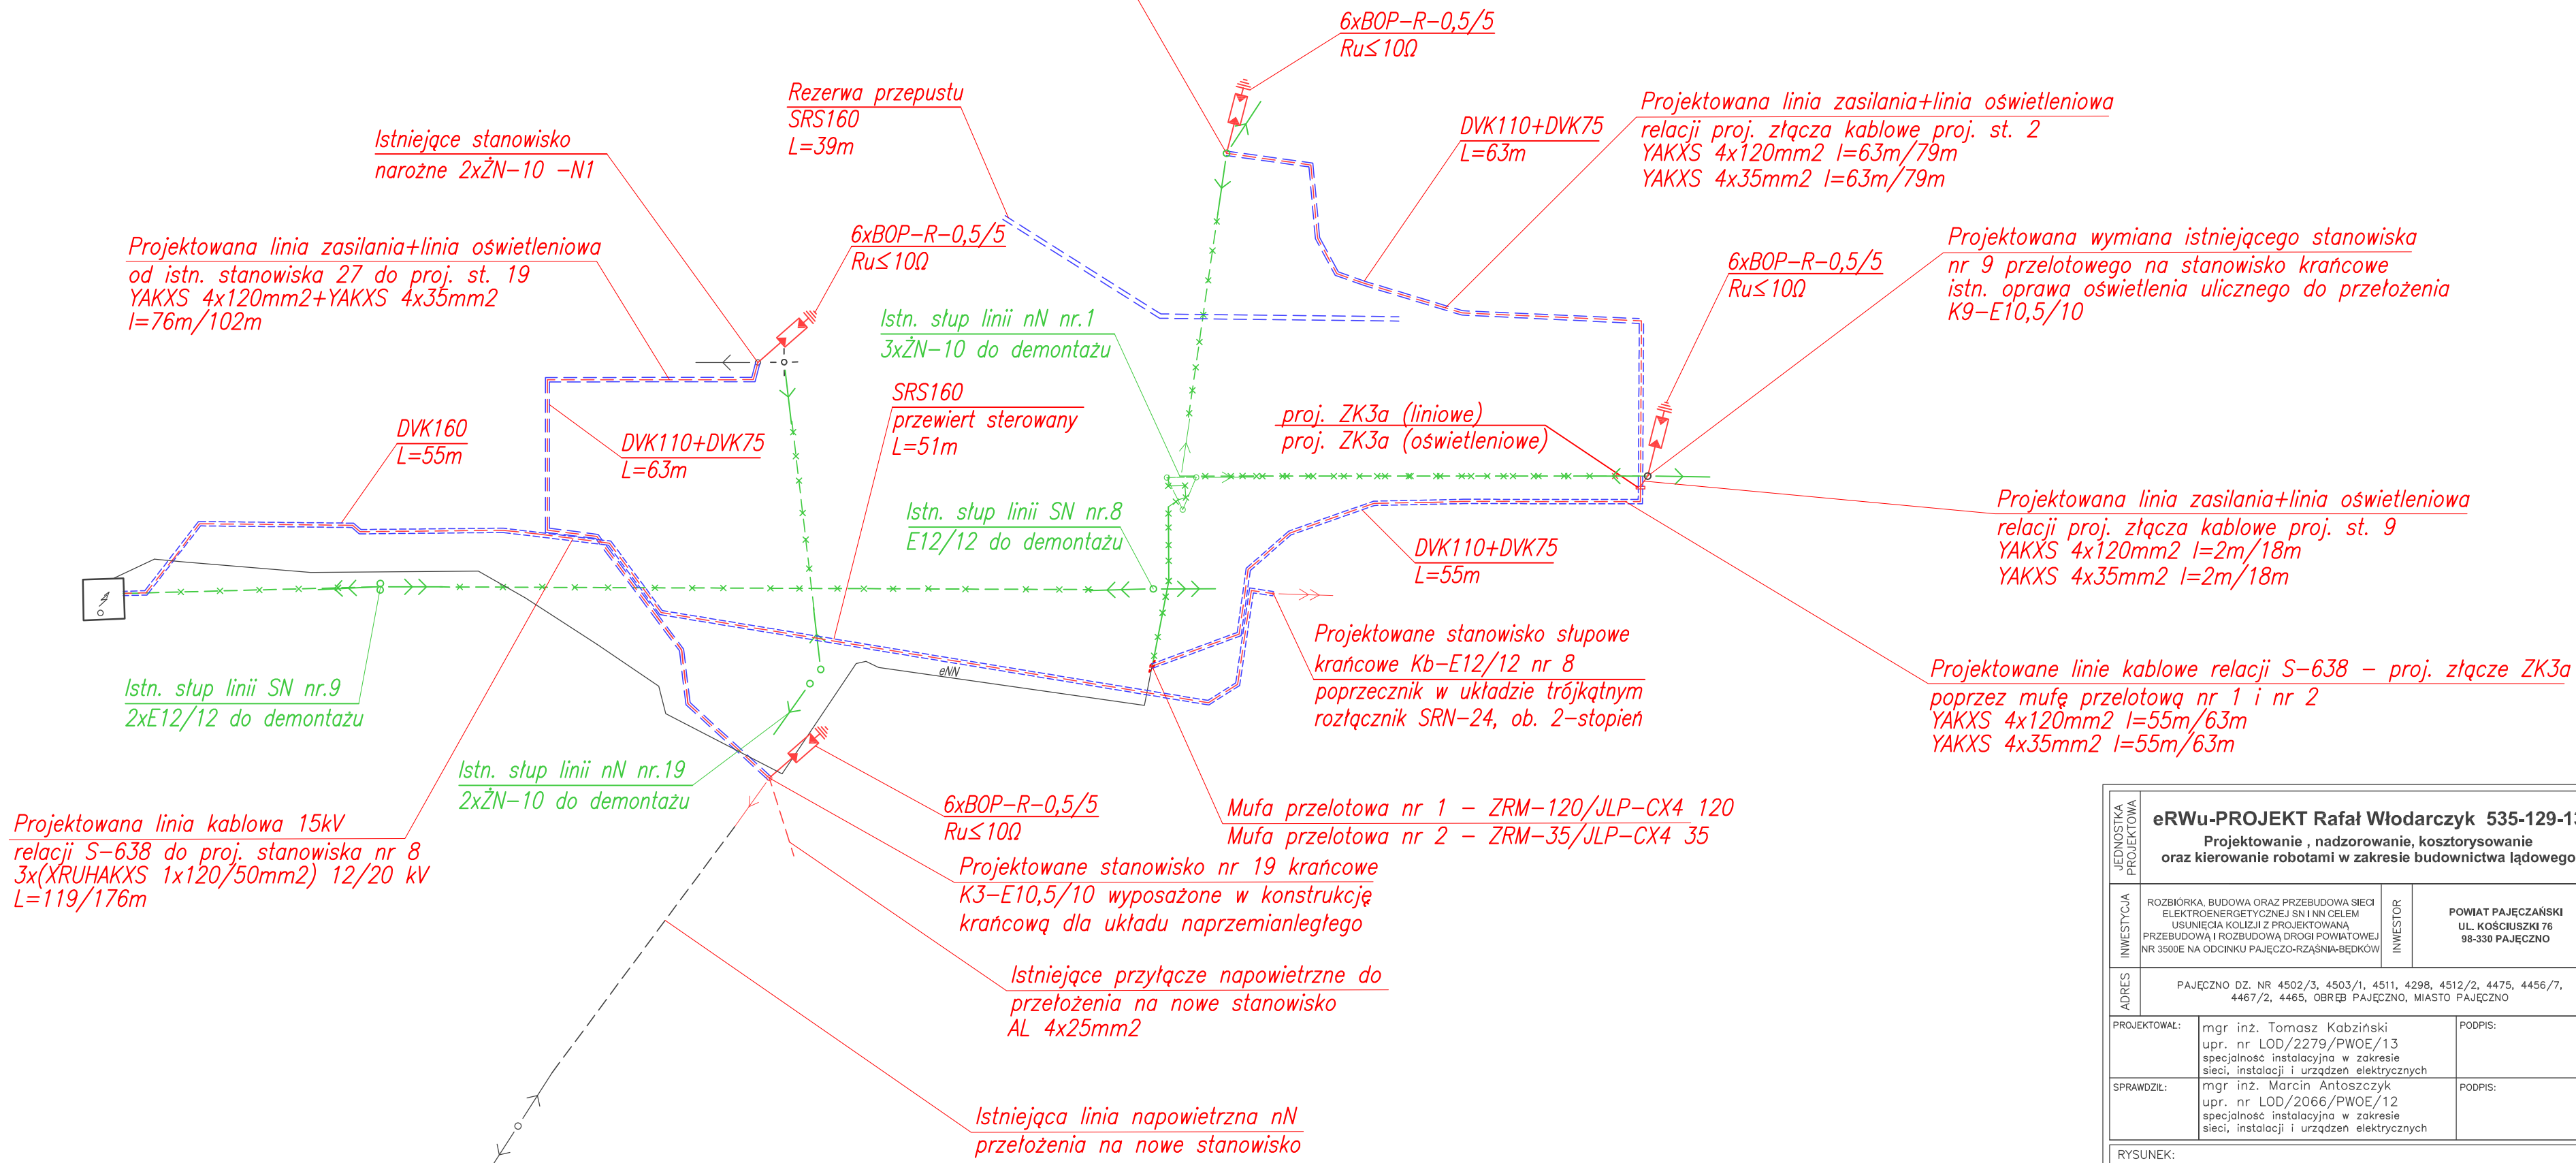 6xBOP-R-0,5/5
Ru≤10Ω
Rezerwa przepustu
SRS160
L=39m
Projektowana linia zasilania+linia oświetleniowa
relacji proj. złącza kablowe proj. st. 2
YAKXS 4x120mm2 l=63m/79m
YAKXS 4x35mm2 l=63m/79m
DVK110+DVK75
L=63m
Istniejące stanowisko
narożne 2xŻN-10 -N1
Projektowana linia zasilania+linia oświetleniowa
od istn. stanowiska 27 do proj. st. 19
YAKXS 4x120mm2+YAKXS 4x35mm2
l=76m/102m
6xBOP-R-0,5/5
Ru≤10Ω
Projektowana wymiana istniejącego stanowiska
nr 9 przelotowego na stanowisko krańcowe
istn. oprawa oświetlenia ulicznego do przełożenia
K9-E10,5/10
6xBOP-R-0,5/5
Ru≤10Ω
Istn. słup linii nN nr.1
3xŻN-10 do demontażu
SRS160
przewiert sterowany
L=51m
proj. ZK3a (liniowe)
proj. ZK3a (oświetleniowe)
DVK160
L=55m
DVK110+DVK75
L=63m
Istn. słup linii SN nr.8
E12/12 do demontażu
Projektowana linia zasilania+linia oświetleniowa
relacji proj. złącza kablowe proj. st. 9
YAKXS 4x120mm2 l=2m/18m
YAKXS 4x35mm2 l=2m/18m
DVK110+DVK75
L=55m
Projektowane stanowisko słupowe
krańcowe Kb-E12/12 nr 8
poprzecznik w układzie trójkątnym
rozłącznik SRN-24, ob. 2-stopień
eNN
Projektowane linie kablowe relacji S-638 - proj. złącze ZK3a
poprzez mufę przelotową nr 1 i nr 2
YAKXS 4x120mm2 l=55m/63m
YAKXS 4x35mm2 l=55m/63m
Istn. słup linii SN nr.9
2xE12/12 do demontażu
Istn. słup linii nN nr.19
2xŻN-10 do demontażu
6xBOP-R-0,5/5
Ru≤10Ω
Mufa przelotowa nr 1 - ZRM-120/JLP-CX4 120
Mufa przelotowa nr 2 - ZRM-35/JLP-CX4 35
Projektowana linia kablowa 15kV
relacji S-638 do proj. stanowiska nr 8
3x(XRUHAKXS 1x120/50mm2) 12/20 kV
L=119/176m
Projektowane stanowisko nr 19 krańcowe
K3-E10,5/10 wyposażone w konstrukcję
krańcową dla układu naprzemianległego
Istniejące przyłącze napowietrzne do
przełożenia na nowe stanowisko
AL 4x25mm2
Istniejąca linia napowietrzna nN
przełożenia na nowe stanowisko
JEDNOSTKA
PROJEKTOWA
eRWu-PROJEKT Rafał Włodarczyk 535-129-13
Projektowanie , nadzorowanie, kosztorysowanie
oraz kierowanie robotami w zakresie budownictwa lądowego
INWESTYCJA
ROZBIÓRKA, BUDOWA ORAZ PRZEBUDOWA SIECI
ELEKTROENERGETYCZNEJ SN I NN CELEM
USUNIĘCIA KOLIZJI Z PROJEKTOWANĄ
PRZEBUDOWĄ I ROZBUDOWĄ DROGI POWIATOWEJ
NR 3500E NA ODCINKU PAJĘCZO-RZĄŚNIA-BĘDKÓW
INWESTOR
POWIAT PAJĘCZAŃSKI
UL. KOŚCIUSZKI 76
98-330 PAJĘCZNO
ADRES
PAJĘCZNO DZ. NR 4502/3, 4503/1, 4511, 4298, 4512/2, 4475, 4456/7,
4467/2, 4465, OBRĘB PAJĘCZNO, MIASTO PAJĘCZNO
PROJEKTOWAŁ:
mgr inż. Tomasz Kabziński
upr. nr LOD/2279/PWOE/13
specjalność instalacyjna w zakresie
sieci, instalacji i urządzeń elektrycznych
PODPIS:
SPRAWDZIŁ:
mgr inż. Marcin Antoszczyk
upr. nr LOD/2066/PWOE/12
specjalność instalacyjna w zakresie
sieci, instalacji i urządzeń elektrycznych
PODPIS:
RYSUNEK: